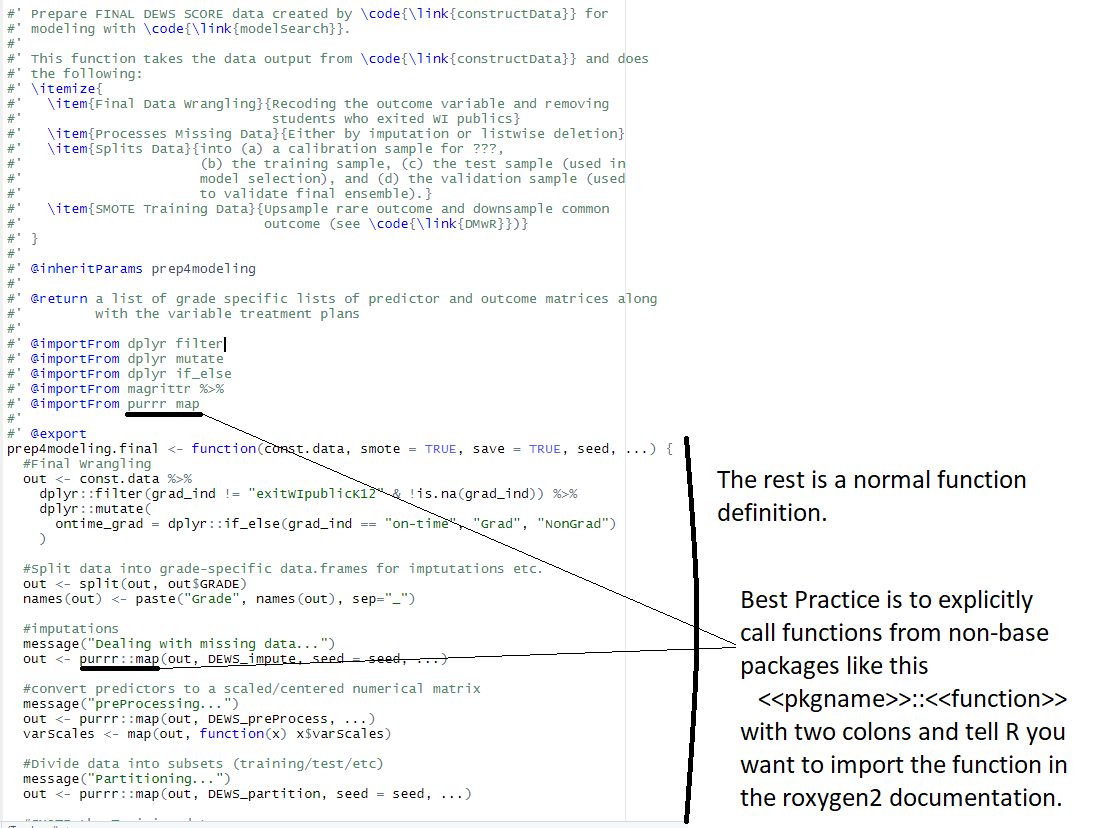 #' Prepare FINAL DEWS SCORE data created by \code{\link{constructData}} for
#' modeling with \code{\link{modelSearch}}.
#'
#' This function takes the data output from \code{\link{constructData}} and does
#' the following:
#' \itemize{
#'   \item{Final Data Wrangling}{Recoding the outcome variable and removing
#'                               students who exited WI publics}
#'   \item{Processes Missing Data}{Either by imputation or listwise deletion}
#'   \item{Splits Data}{into (a) a calibration sample for ???,
#'                      (b) the training sample, (c) the test sample (used in
#'                      model selection), and (d) the validation sample (used
#'                      to validate final ensemble).}
#'   \item{SMOTE Training Data}{Upsample rare outcome and downsample common
#'                              outcome (see \code{\link{DMwR}})}
#' }
#'
#' @inheritParams prep4modeling
#'
#' @return a list of grade specific lists of predictor and outcome matrices along
#'         with the variable treatment plans
#'
#' @importFrom dplyr filter
#' @importFrom dplyr mutate
#' @importFrom dplyr if_else
#' @importFrom magrittr %>%
#' @importFrom purrr map
#'
#' @export
prep4modeling.final <- function(const.data, smote = TRUE, save = TRUE, seed, ...) {
  #Final Wrangling
  out <- const.data %>%
    dplyr::filter(grad_ind != "exitWIpublicK12" & !is.na(grad_ind)) %>%
    dplyr::mutate(
      ontime_grad = dplyr::if_else(grad_ind == "on-time", "Grad", "NonGrad")
    )
  #Split data into grade-specific data.frames for imptutations etc.
  out <- split(out, out$GRADE)
  names(out) <- paste("Grade", names(out), sep="_")
  #imputations
  message("Dealing with missing data...")
  out <- purrr::map(out, DEWS_impute, seed = seed, ...)
  #convert predictors to a scaled/centered numerical matrix
  message("preProcessing...")
  out <- purrr::map(out, DEWS_preProcess, ...)
  varScales <- map(out, function(x) x$varScales)
  #Divide data into subsets (training/test/etc)
  message("Partitioning...")
  out <- purrr::map(out, DEWS_partition, seed = seed, ...)
The rest is a normal function
definition.
Best Practice is to explicitly
call functions from non-base
packages like this
<<pkgname>>::<<function>>
with two colons and tell R you
want to import the function in
the roxygen2 documentation.